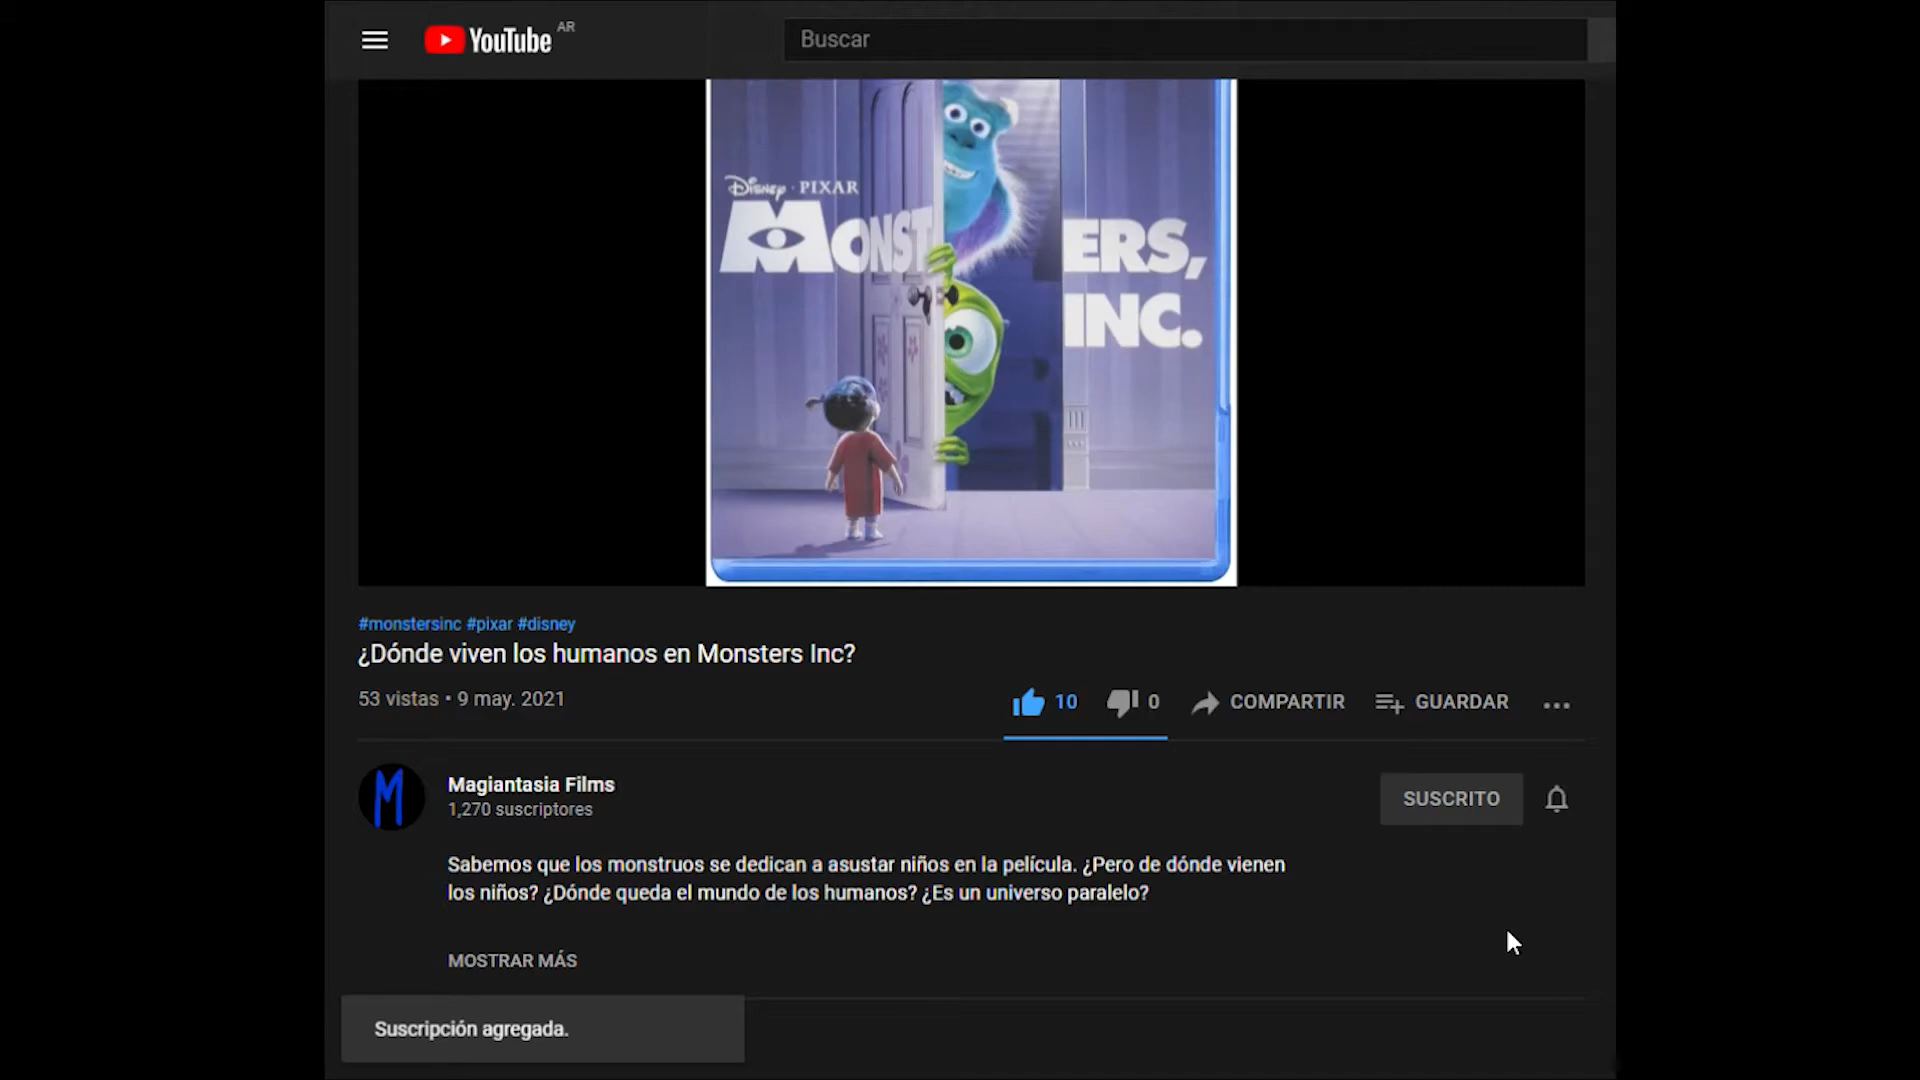 YouTube AR
Buscar
Disney · PIXAR
MONSTERS,
INC.
#monstersinc #pixar #disney
¿Dónde viven los humanos en Monsters Inc?
53 vistas • 9 may. 2021
10
0
COMPARTIR
GUARDAR
M
Magiantasia Films
1,270 suscriptores
SUSCRITO
Sabemos que los monstruos se dedican a asustar niños en la película. ¿Pero de dónde vienen
los niños? ¿Dónde queda el mundo de los humanos? ¿Es un universo paralelo?
MOSTRAR MÁS
Suscripción agregada.